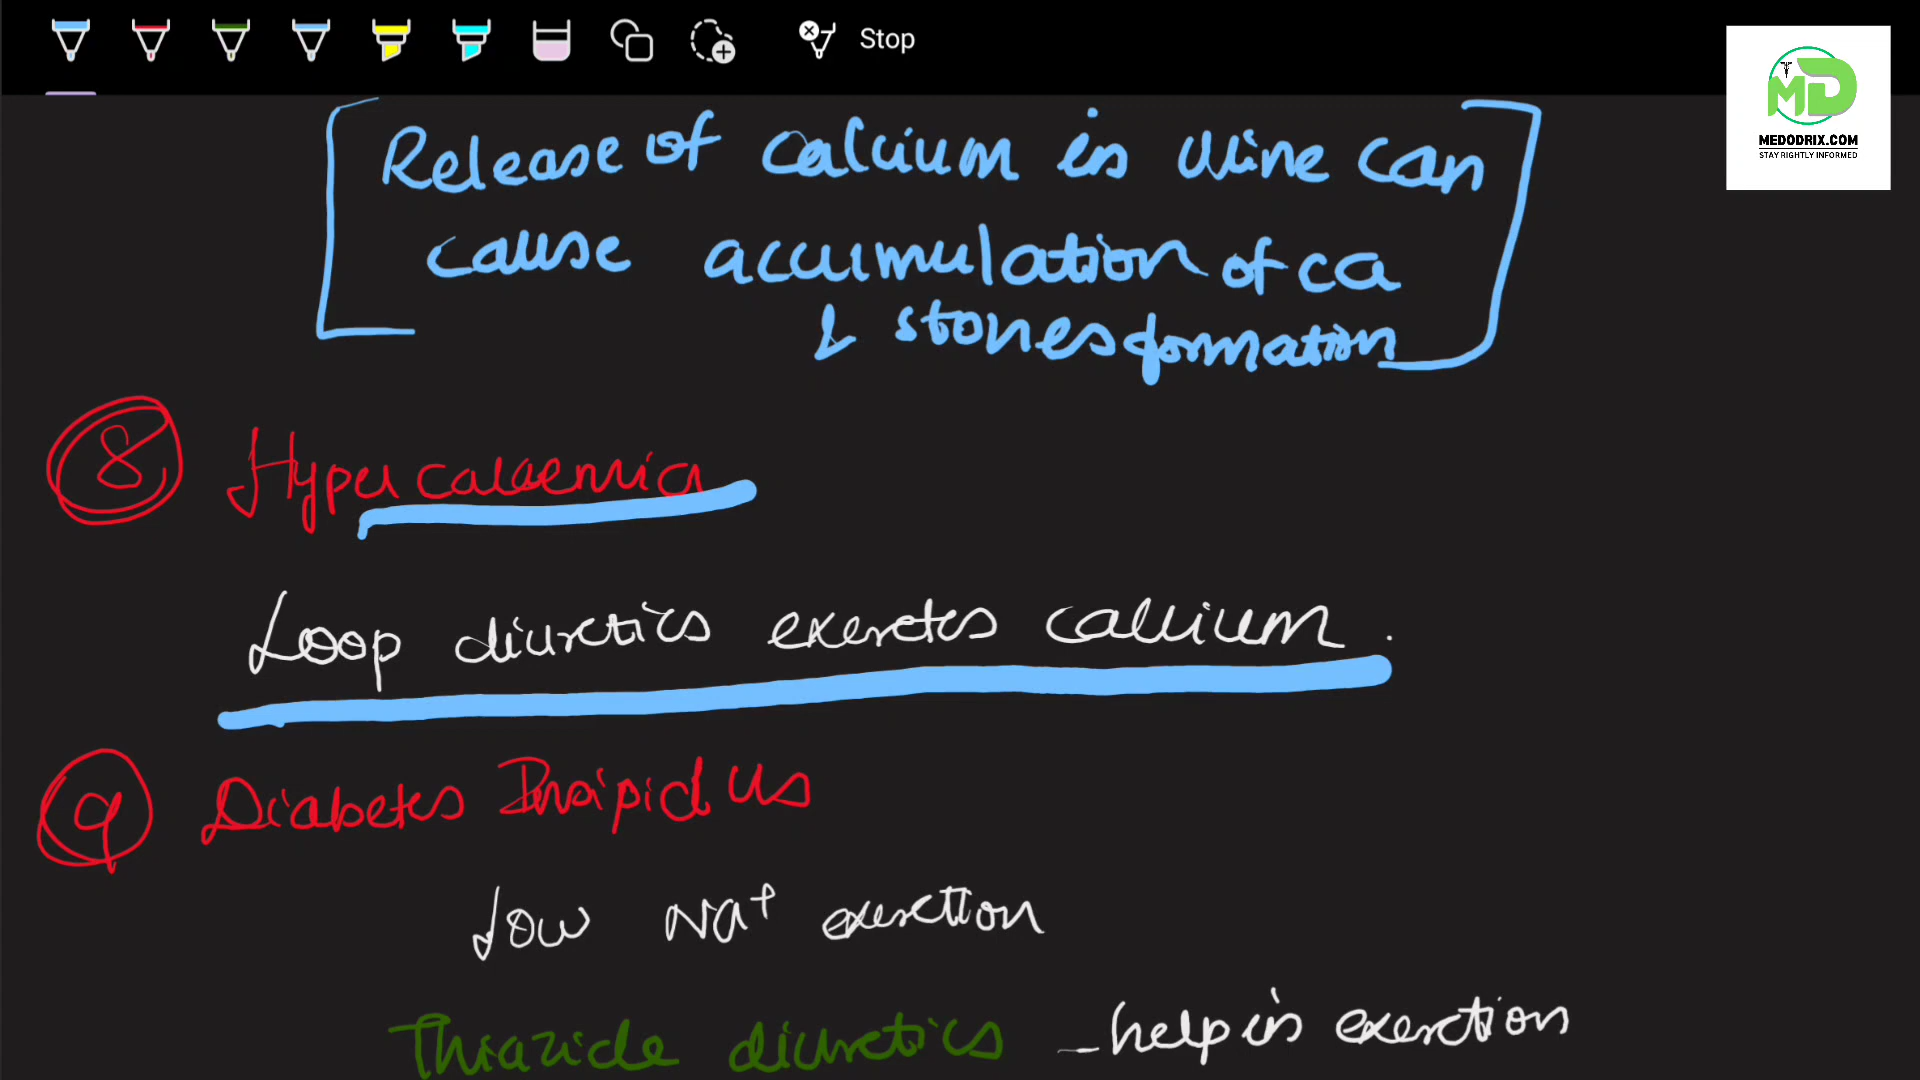 Stop
MD
MEDODRIX.COM
STAY RIGHTLY INFORMED
Release of calcium in urine can
cause accumulation of ca
& stones formation
8 Hypercalcaemia
Loop diuretics excretes calcium.
9 Diabetes Insipidus
Low Na+ excretion
Thiazide diuretics - help in excretion